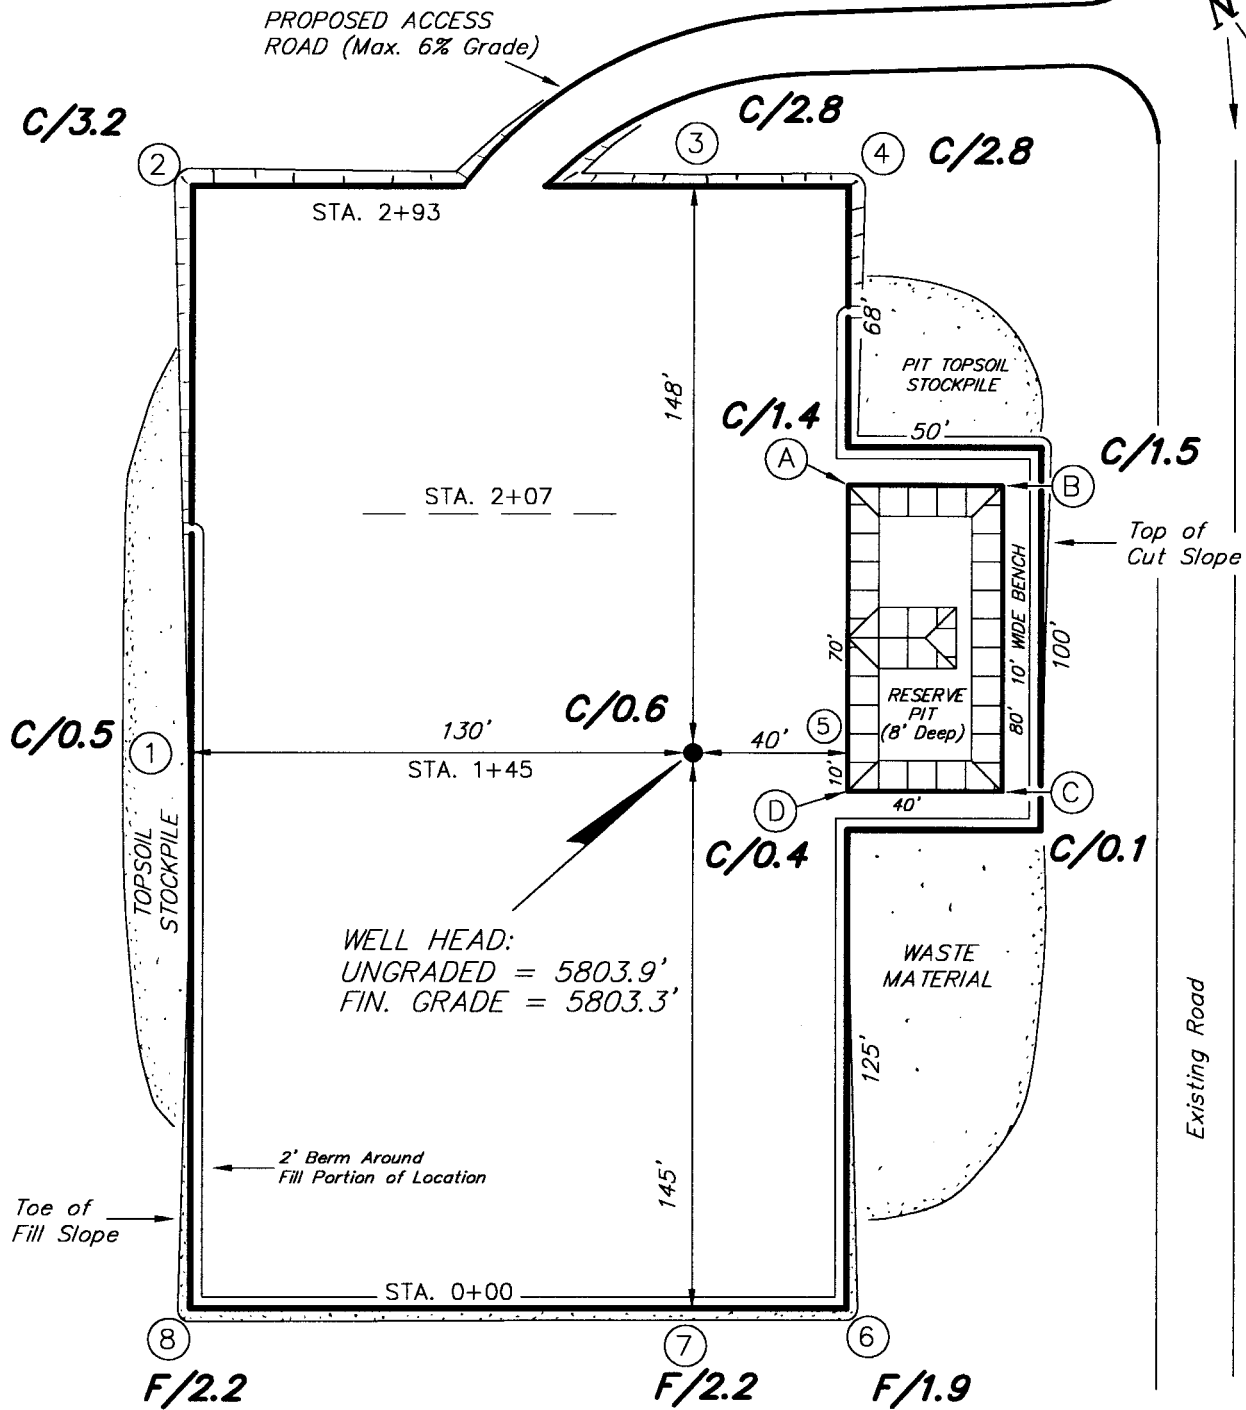 PROPOSED ACCESS
ROAD (Max. 6% Grade)
N
C/3.2
C/2.8
2
3
4
C/2.8
STA. 2+93
68'
PIT TOPSOIL
STOCKPILE
148'
C/1.4
50'
C/1.5
A
B
STA. 2+07
Top of
Cut Slope
10' WIDE BENCH
100'
70'
RESERVE
PIT
(8' Deep)
80'
C/0.6
C/0.5
1
130'
40'
5
STA. 1+45
10'
D
40'
C
C/0.4
C/0.1
TOPSOIL
STOCKPILE
WELL HEAD:
UNGRADED = 5803.9'
FIN. GRADE = 5803.3'
WASTE
MATERIAL
125'
Existing Road
2' Berm Around
Fill Portion of Location
145'
Toe of
Fill Slope
STA. 0+00
8
7
6
F/2.2
F/2.2
F/1.9